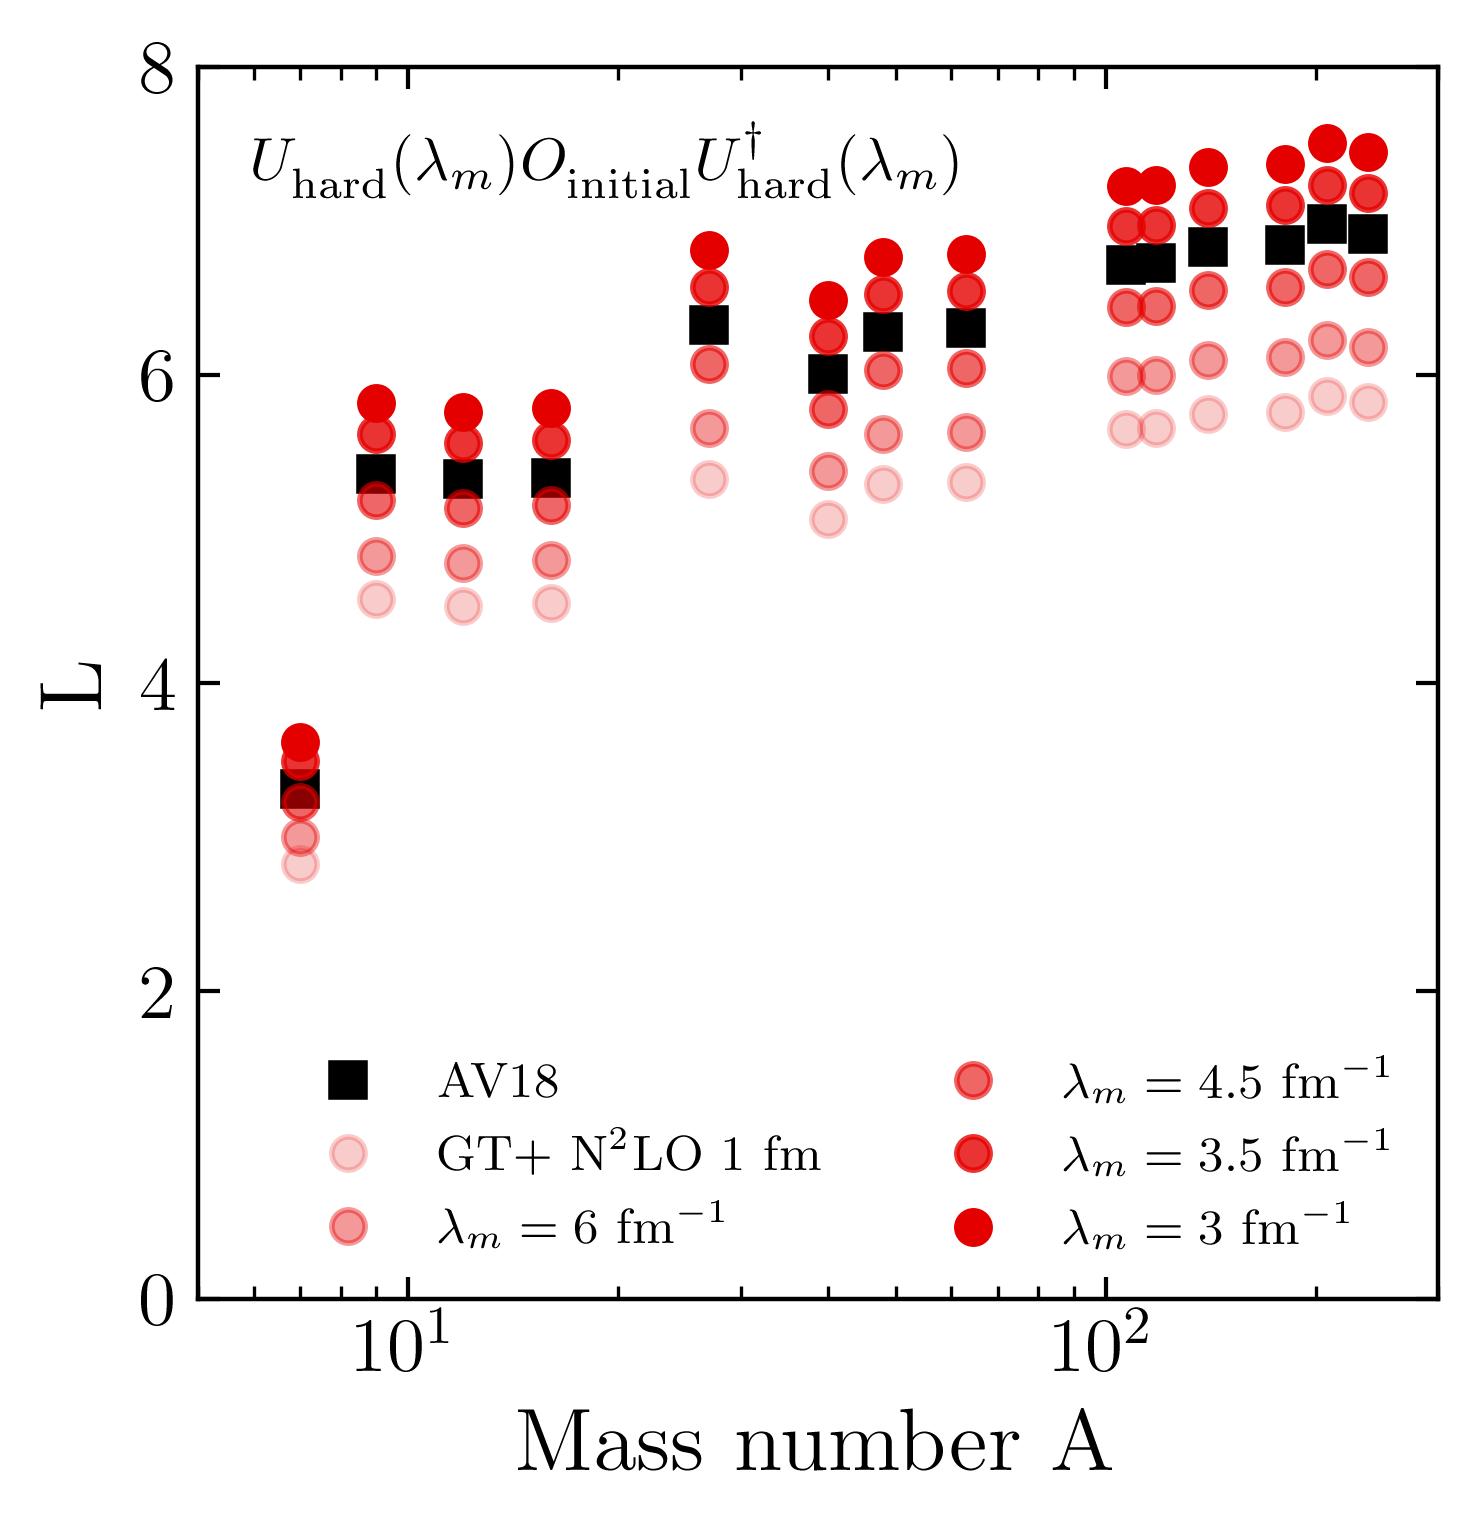 8
U_hard(λ_m)O_initial U†_hard(λ_m)
6
L
4
2
AV18
GT+ N²LO 1 fm
λ_m = 6 fm⁻¹
λ_m = 4.5 fm⁻¹
λ_m = 3.5 fm⁻¹
λ_m = 3 fm⁻¹
0
10¹
10²
Mass number A